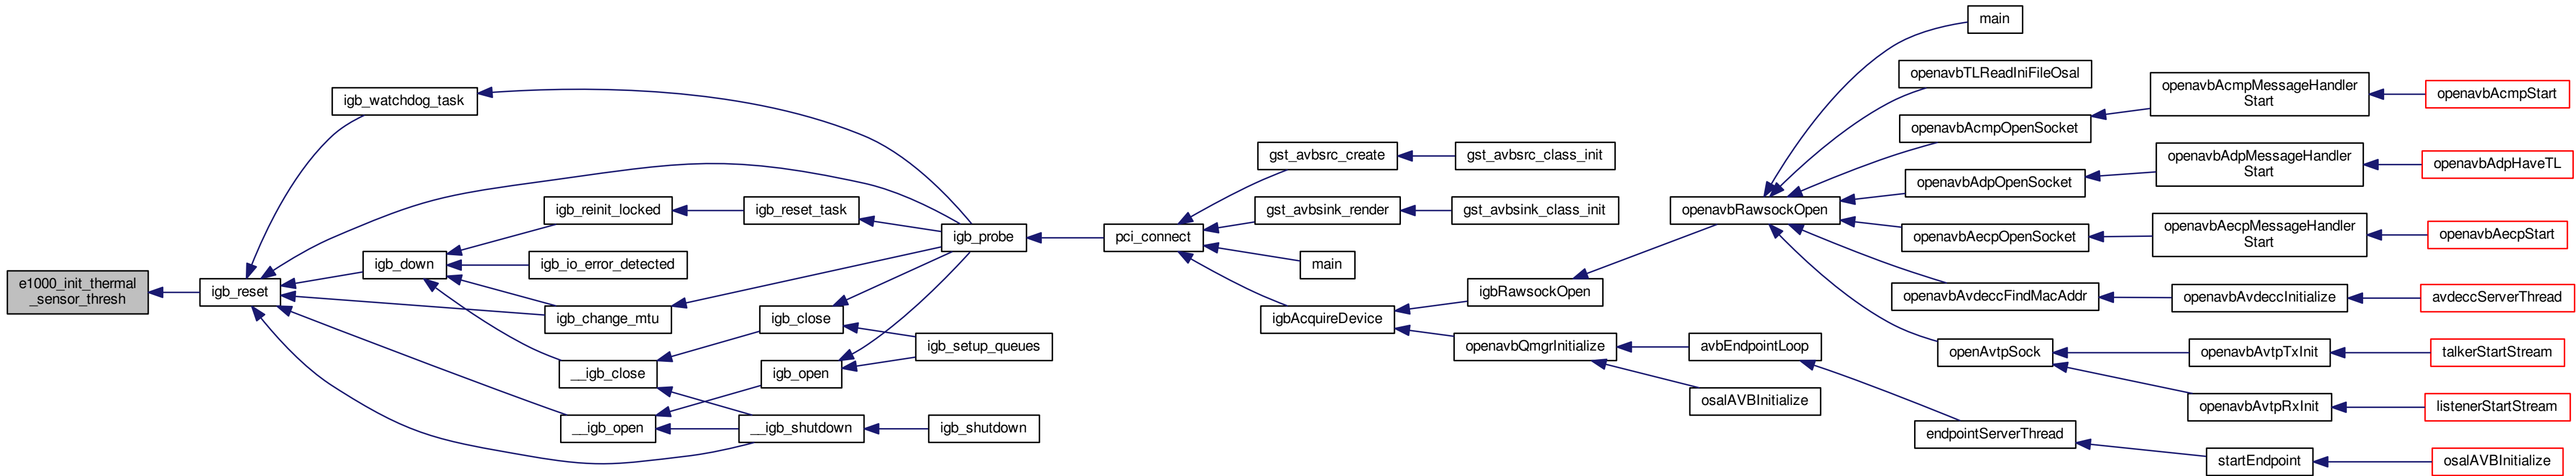 e1000_init_thermal
_sensor_thresh
igb_reset
igb_watchdog_task
igb_down
igb_reinit_locked
igb_io_error_detected
igb_change_mtu
__igb_close
__igb_open
igb_reset_task
igb_close
igb_open
__igb_shutdown
igb_probe
igb_setup_queues
igb_shutdown
pci_connect
gst_avbsrc_create
gst_avbsink_render
main
igbAcquireDevice
gst_avbsrc_class_init
gst_avbsink_class_init
igbRawsockOpen
openavbQmgrInitialize
openavbRawsockOpen
avbEndpointLoop
osalAVBInitialize
main
openavbTLReadIniFileOsal
openavbAcmpOpenSocket
openavbAdpOpenSocket
openavbAecpOpenSocket
openavbAvdeccFindMacAddr
openAvtpSock
endpointServerThread
openavbAcmpMessageHandler
Start
openavbAdpMessageHandler
Start
openavbAecpMessageHandler
Start
openavbAvdeccInitialize
openavbAvtpTxInit
openavbAvtpRxInit
startEndpoint
openavbAcmpStart
openavbAdpHaveTL
openavbAecpStart
avdeccServerThread
talkerStartStream
listenerStartStream
osalAVBInitialize